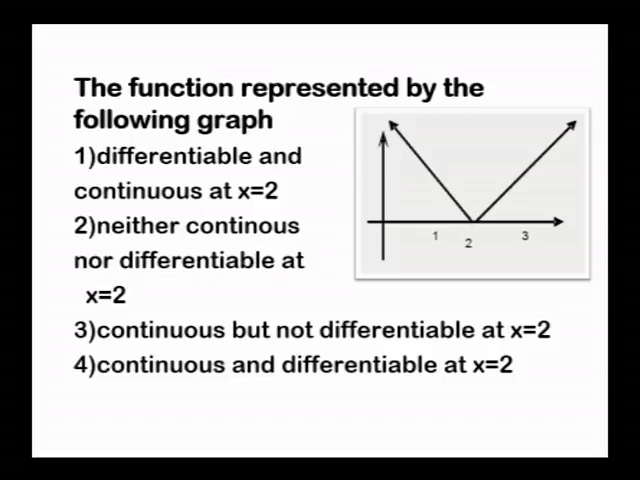 The function represented by the
following graph
1)differentiable and
continuous at x=2
2)neither continous
nor differentiable at
x=2
3)continuous but not differentiable at x=2
4)continuous and differentiable at x=2
1
2
3